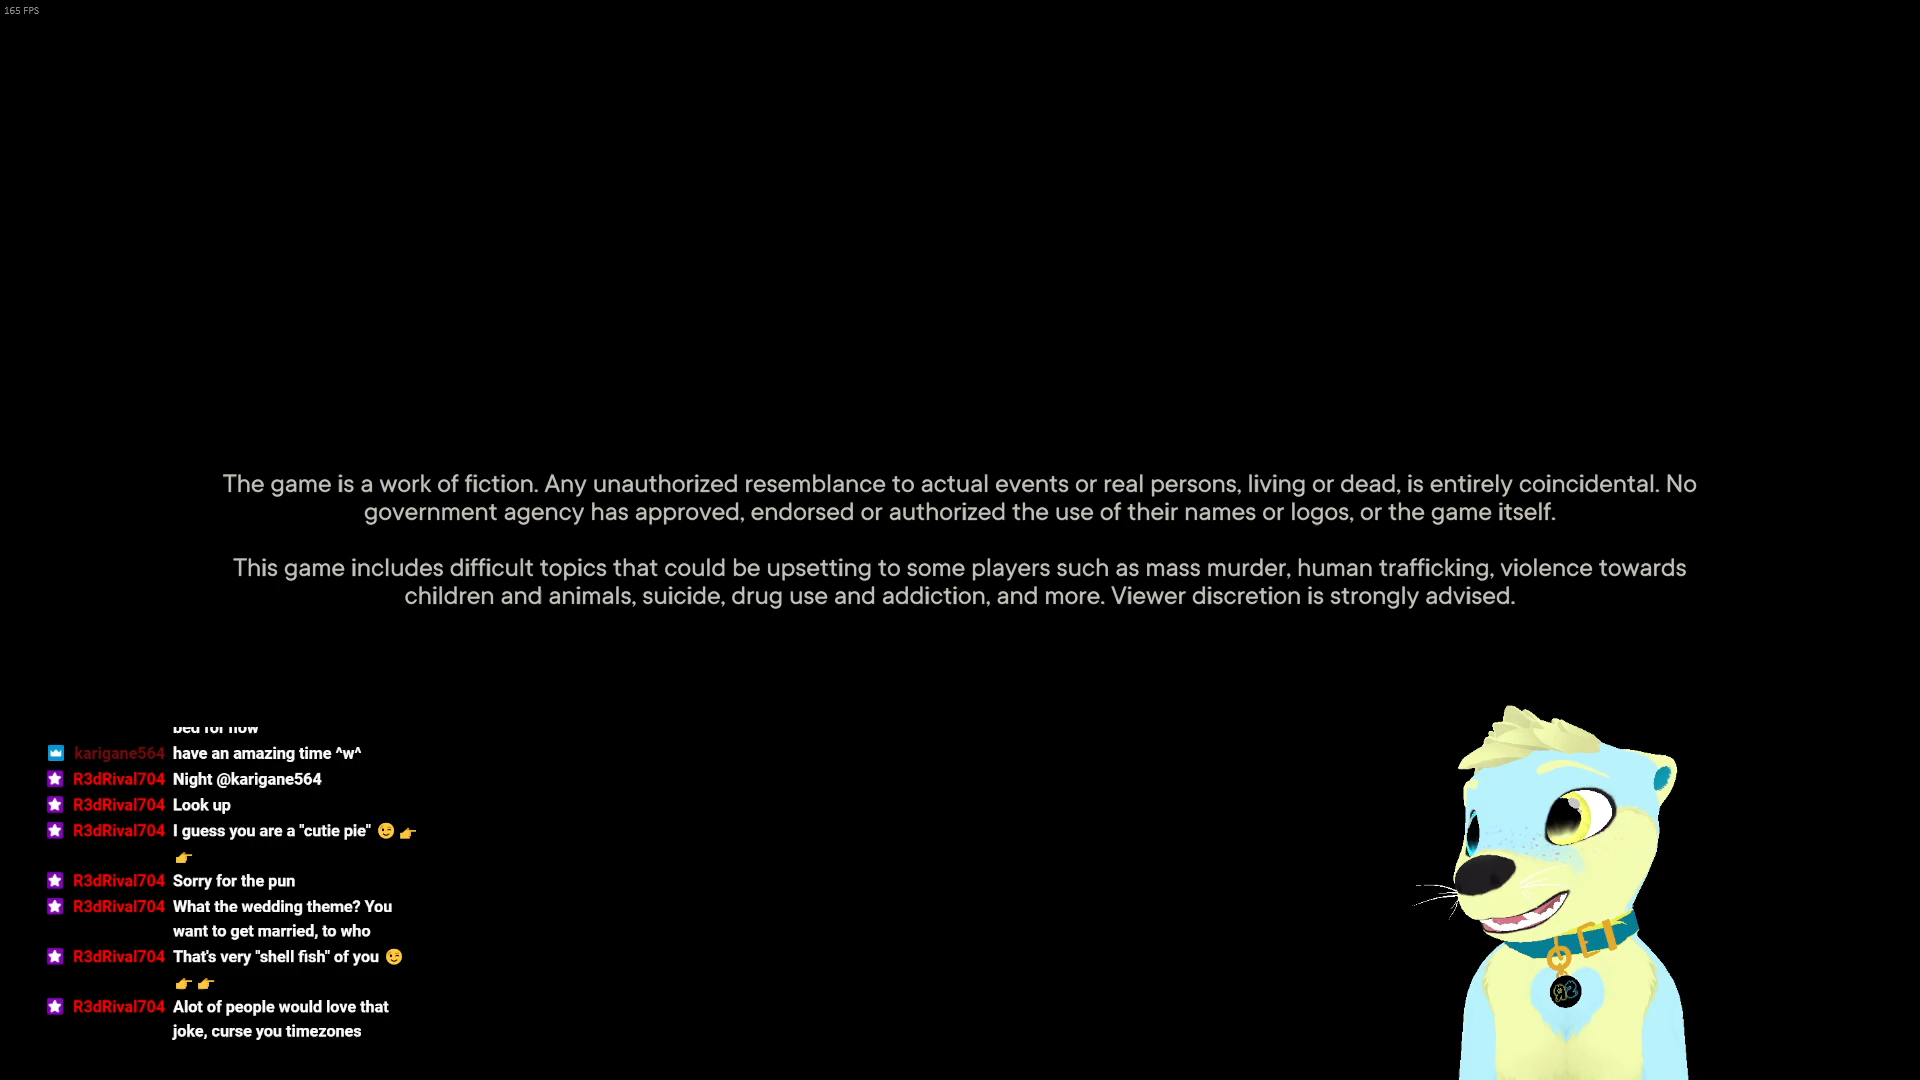 165 FPS
The game is a work of fiction. Any unauthorized resemblance to actual events or real persons, living or dead, is entirely coincidental. No
government agency has approved, endorsed or authorized the use of their names or logos, or the game itself.
This game includes difficult topics that could be upsetting to some players such as mass murder, human trafficking, violence towards
children and animals, suicide, drug use and addiction, and more. Viewer discretion is strongly advised.
bed for now
karigane564 have an amazing time ^w^
R3dRival704 Night @karigane564
R3dRival704 Look up
R3dRival704 I guess you are a "cutie pie" 😉 👉
👉
R3dRival704 Sorry for the pun
R3dRival704 What the wedding theme? You
want to get married, to who
R3dRival704 That's very "shell fish" of you 😉
👉 👉
R3dRival704 Alot of people would love that
joke, curse you timezones